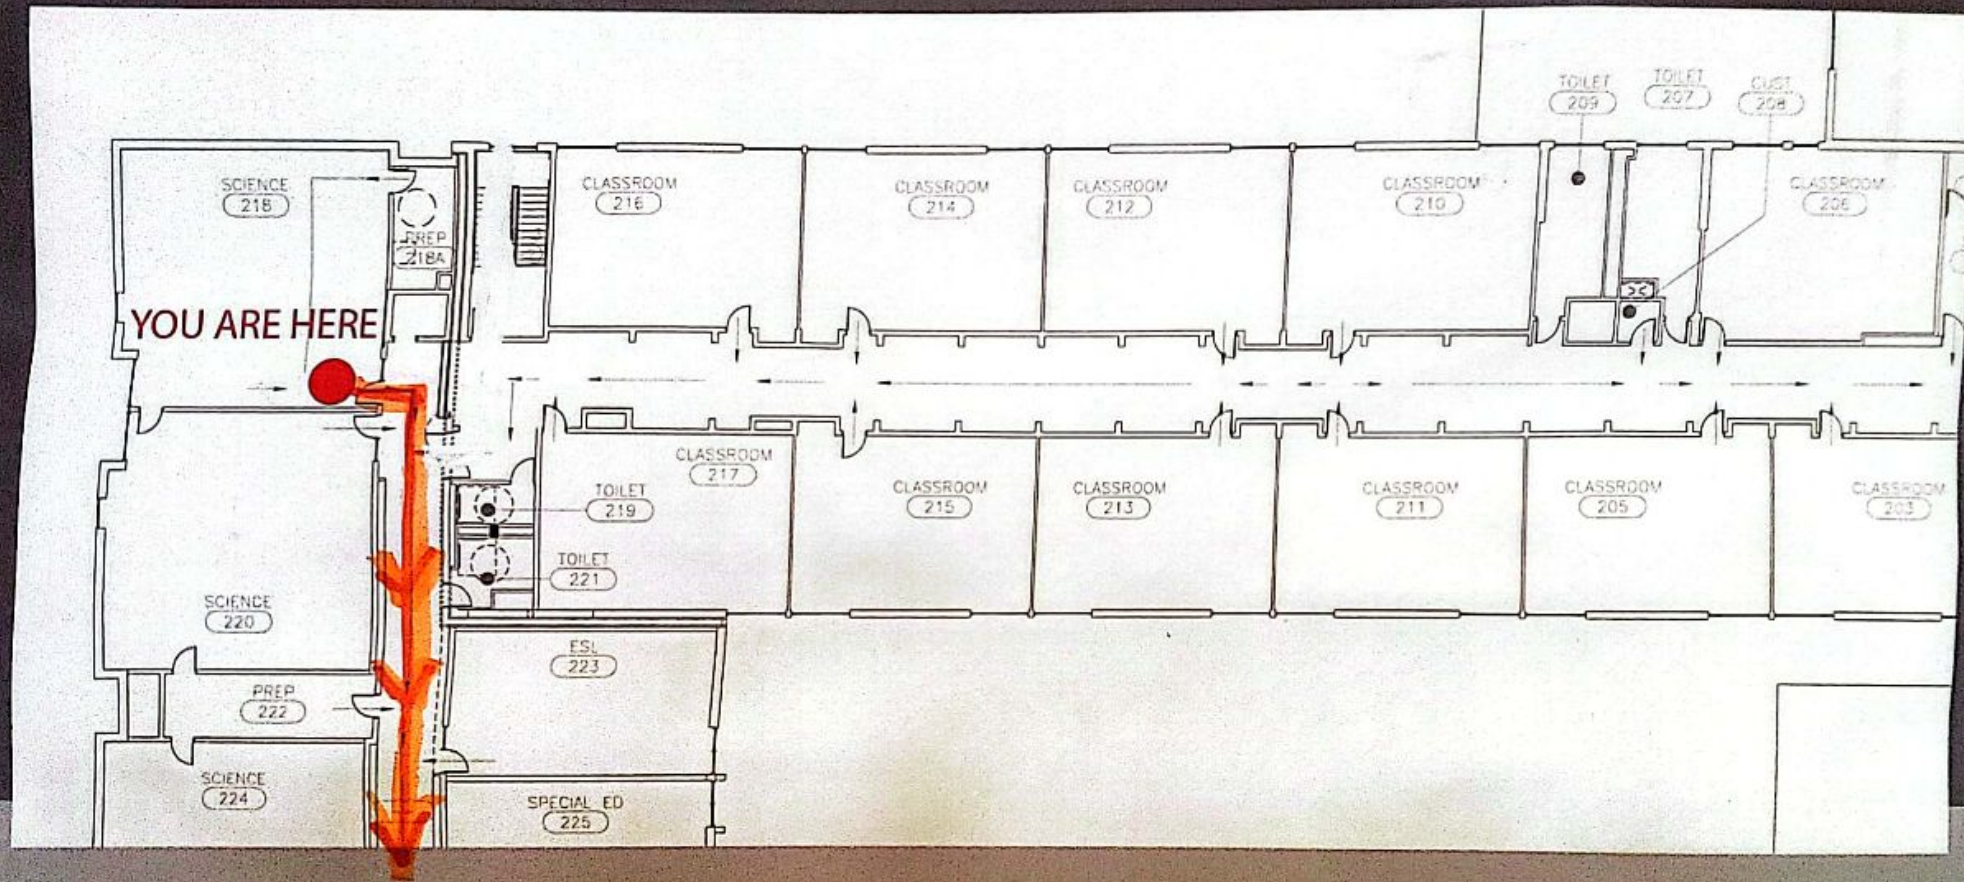 TOILET
209
TOILET
207
CUST
208
SCIENCE
218
PREP
218A
CLASSROOM
216
CLASSROOM
214
CLASSROOM
212
CLASSROOM
210
CLASSROOM
206
YOU ARE HERE
CLASSROOM
217
TOILET
219
TOILET
221
CLASSROOM
215
CLASSROOM
213
CLASSROOM
211
CLASSROOM
205
CLASSROOM
203
SCIENCE
220
ESL
223
PREP
222
SCIENCE
224
SPECIAL ED
225